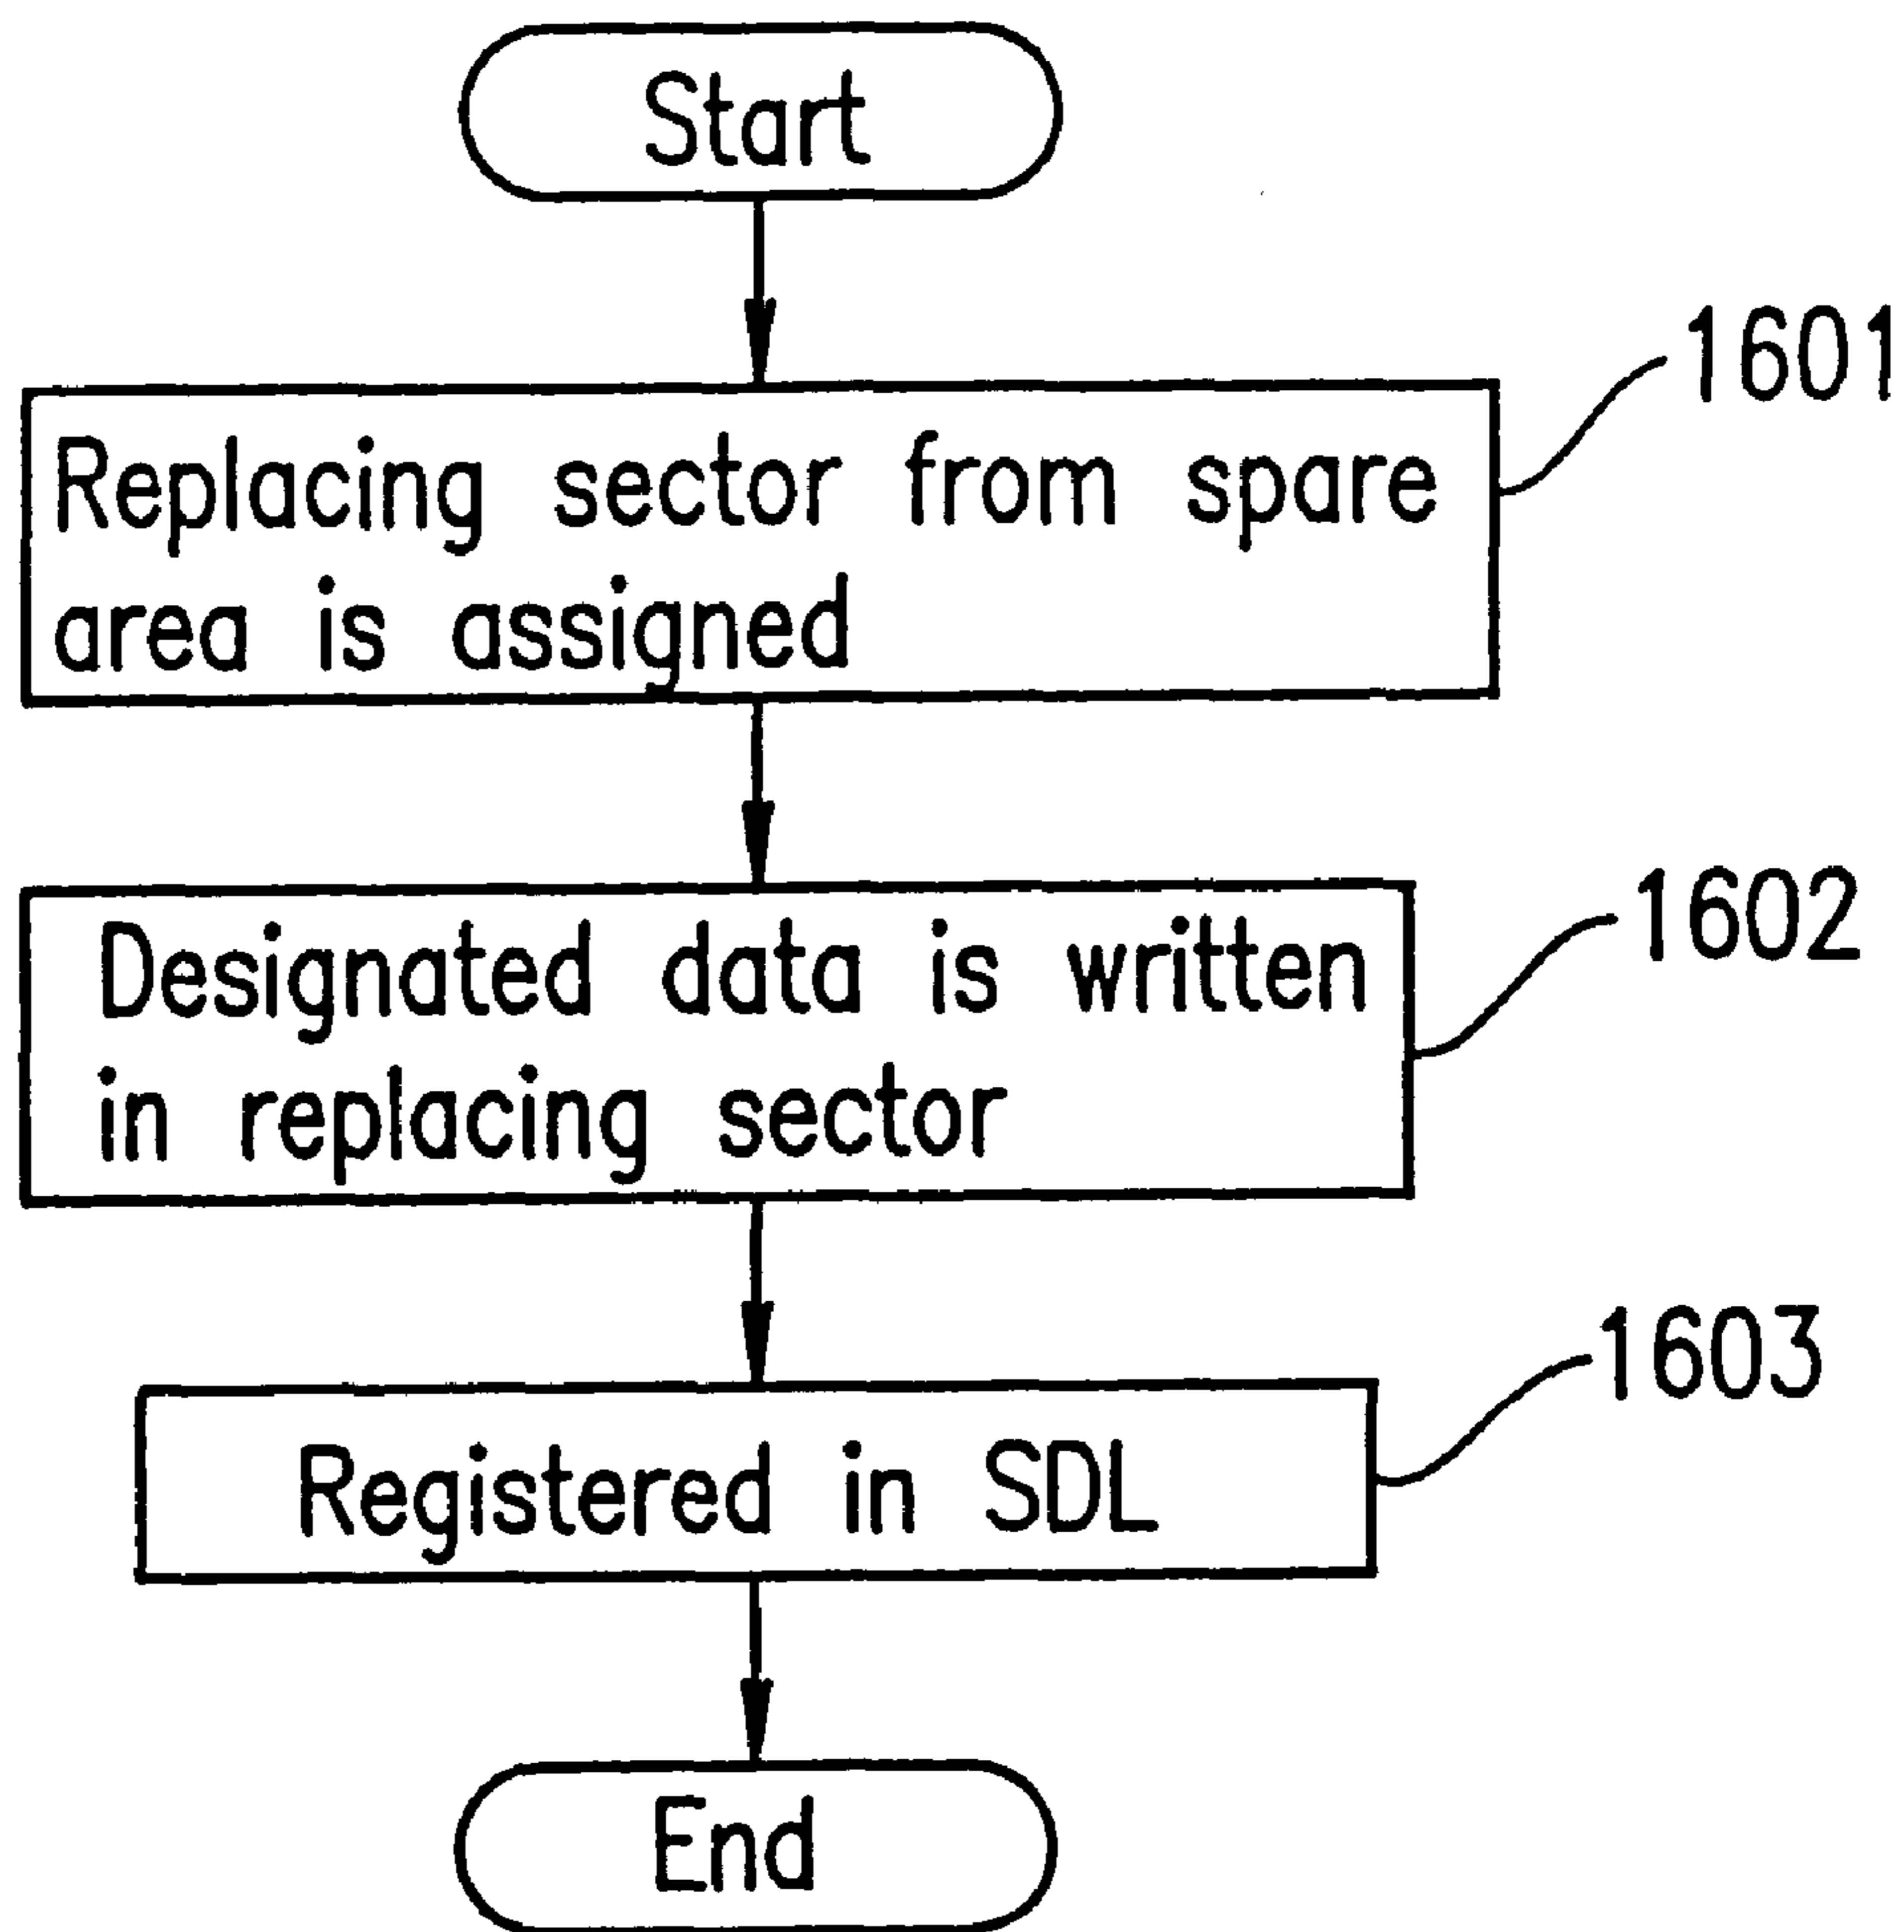 Start
1601
Replacing sector from spare
area is assigned
1602
Designated data is written
in replacing sector
1603
Registered in SDL
End